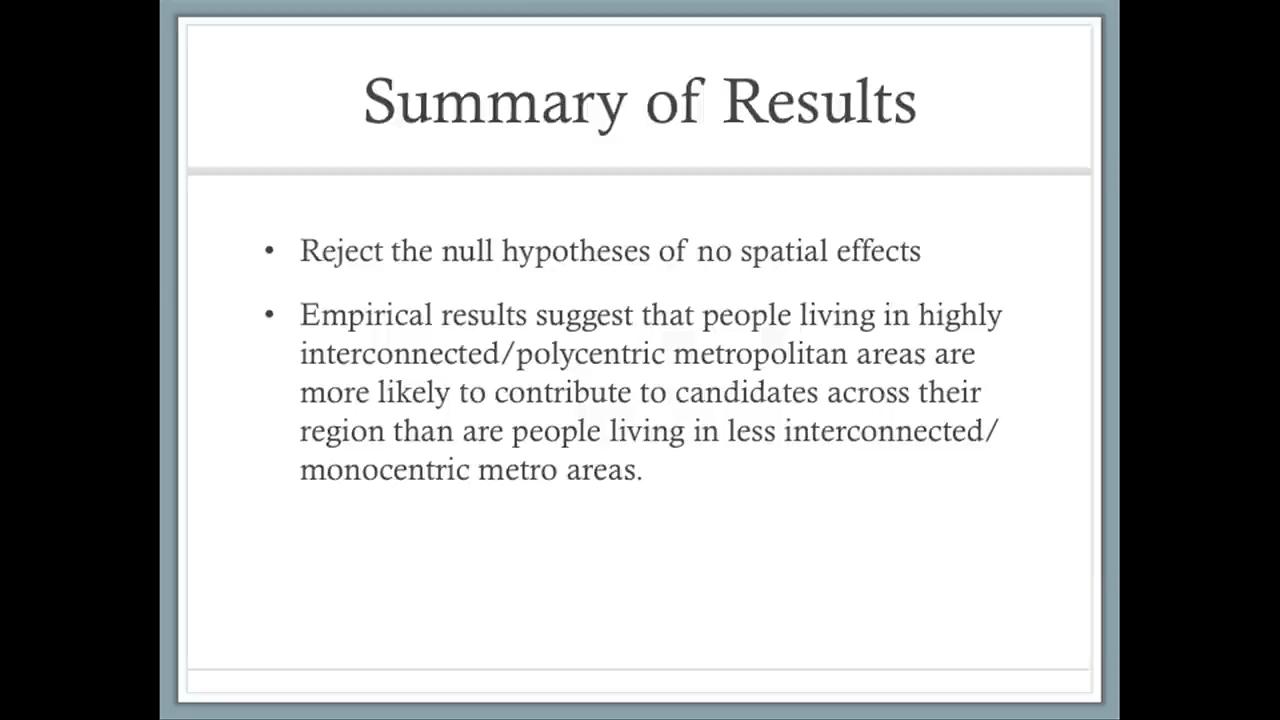 Summary of Results
• Reject the null hypotheses of no spatial effects
• Empirical results suggest that people living in highly
interconnected/polycentric metropolitan areas are
more likely to contribute to candidates across their
region than are people living in less interconnected/
monocentric metro areas.